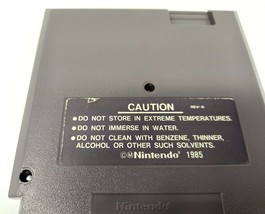 CAUTION REV-A
●DO NOT STORE IN EXTREME TEMPERATURES.
●DO NOT IMMERSE IN WATER.
●DO NOT CLEAN WITH BENZENE, THINNER,
ALCOHOL OR OTHER SUCH SOLVENTS.
©ⓂNintendo® 1985
Nintendo